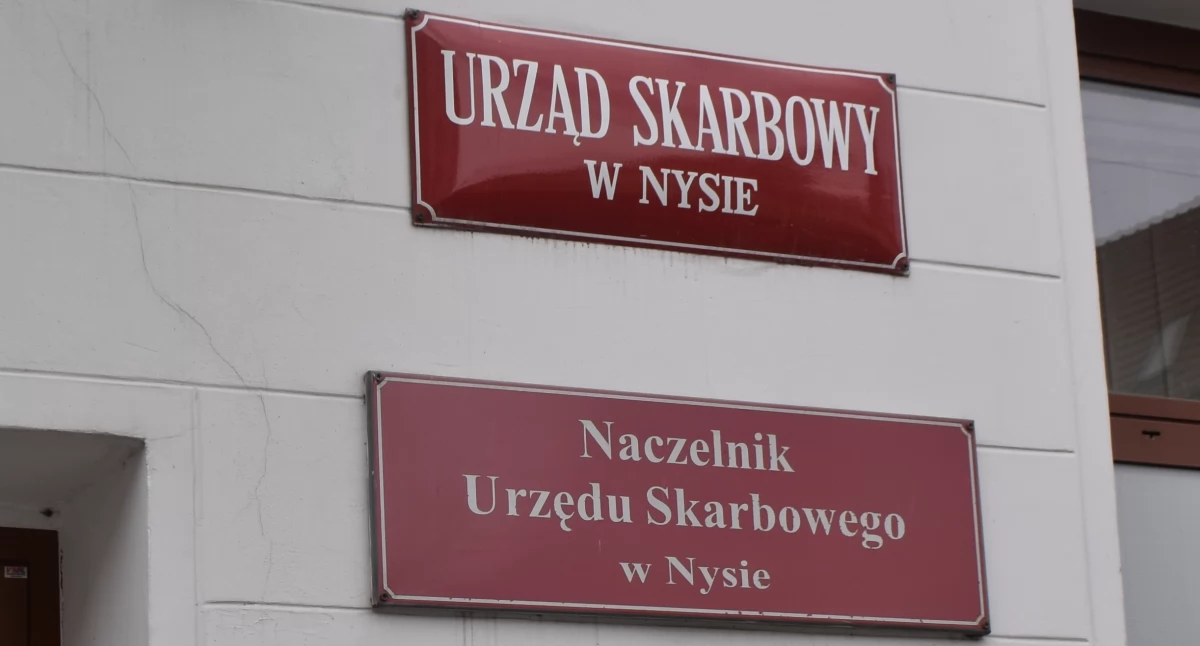 URZĄD SKARBOWY
W NYSIE
Naczelnik
Urzędu Skarbowego
w Nysie